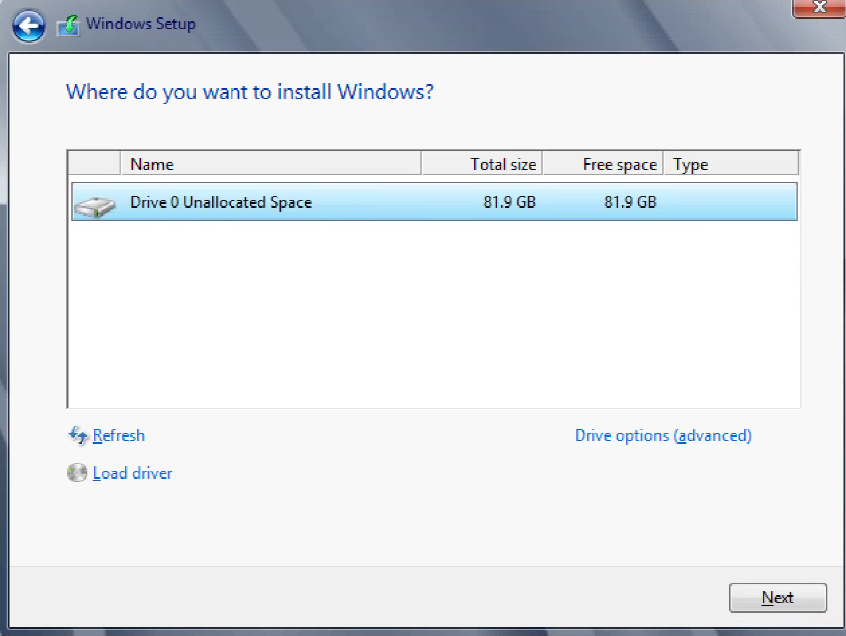 Windows Setup
x
Where do you want to install Windows?
Name Total size Free space Type
Drive 0 Unallocated Space 81.9 GB 81.9 GB
Refresh Drive options (advanced)
Load driver
Next